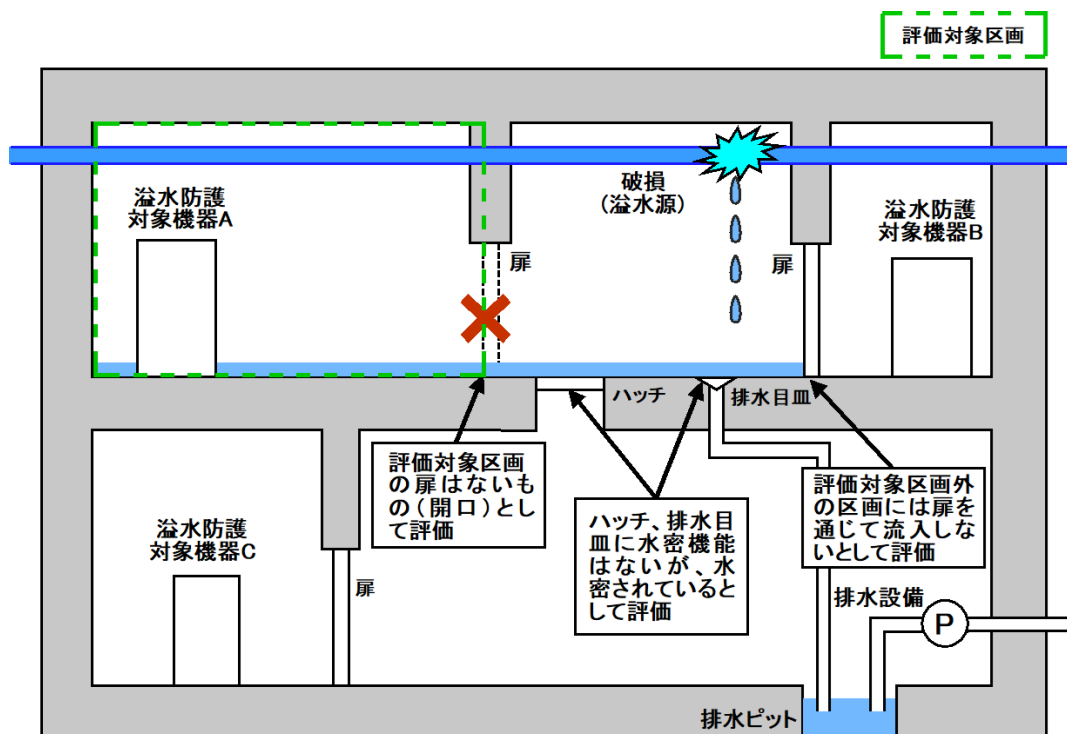 評価対象区画
破損
(溢水源)
溢水防護
対象機器A
溢水防護
対象機器B
扉
扉
ハッチ
排水目皿
評価対象区画
の扉はないも
の(開口)とし
て評価
ハッチ、排水目
皿に水密機能
はないが、水
密されていると
して評価
評価対象区画外
の区画には扉を
通じて流入しな
いとして評価
溢水防護
対象機器C
扉
排水設備
P
排水ピット